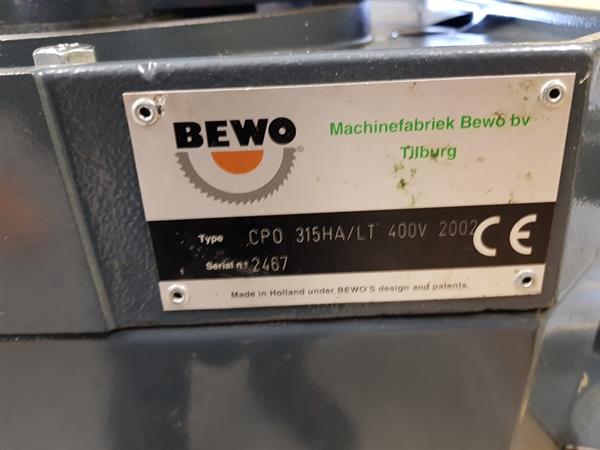 BEWO®
Machinefabriek Bewo bv
Tilburg
Type CPO 315HA/LT 400V 2002 CE
Serial nº 2467
Made in Holland under BEWO'S design and patents.